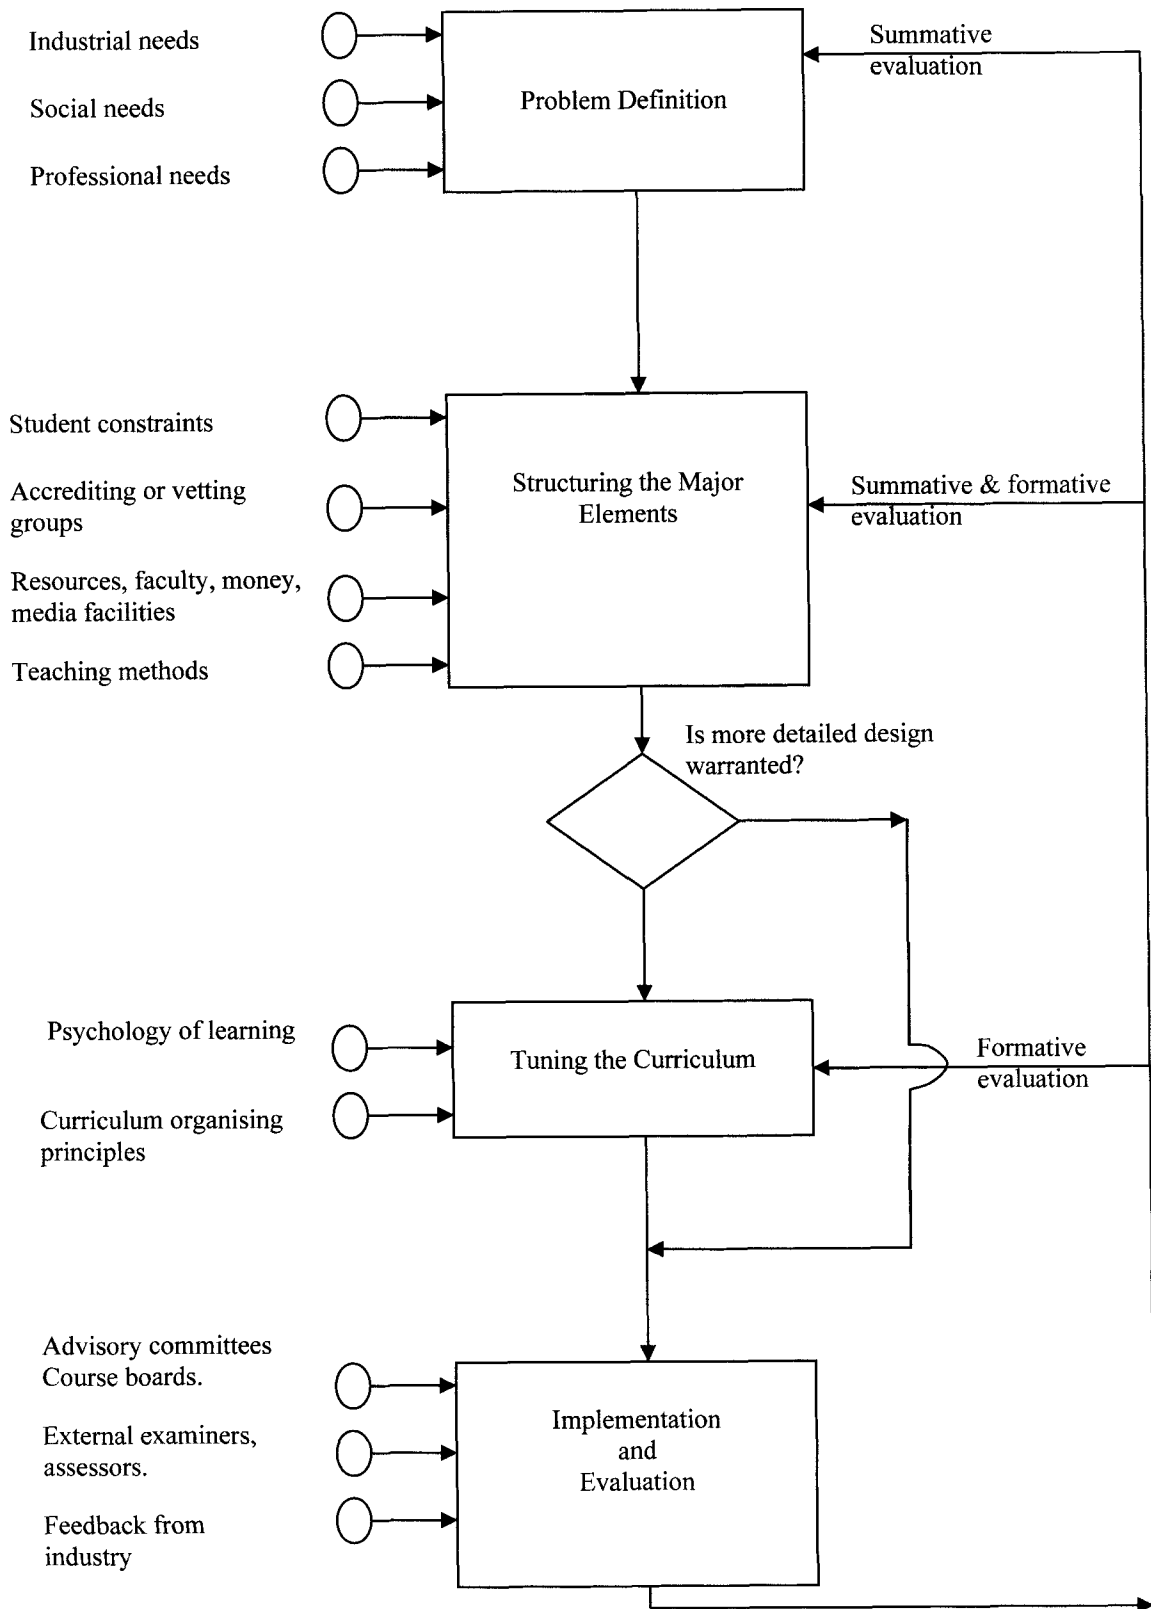 Industrial needs
Social needs
Professional needs
Problem Definition
Summative
evaluation
Student constraints
Accrediting or vetting
groups
Resources, faculty, money,
media facilities
Teaching methods
Structuring the Major
Elements
Summative & formative
evaluation
Is more detailed design
warranted?
Psychology of learning
Curriculum organising
principles
Tuning the Curriculum
Formative
evaluation
Advisory committees
Course boards.
External examiners,
assessors.
Feedback from
industry
Implementation
and
Evaluation